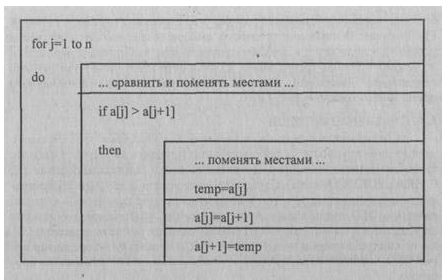 for j=1 to n
do
... сравнить и поменять местами ...
if a[j] > a[j+1]
then
... поменять местами ...
temp=a[j]
a[j]=a[j+1]
a[j+1]=temp